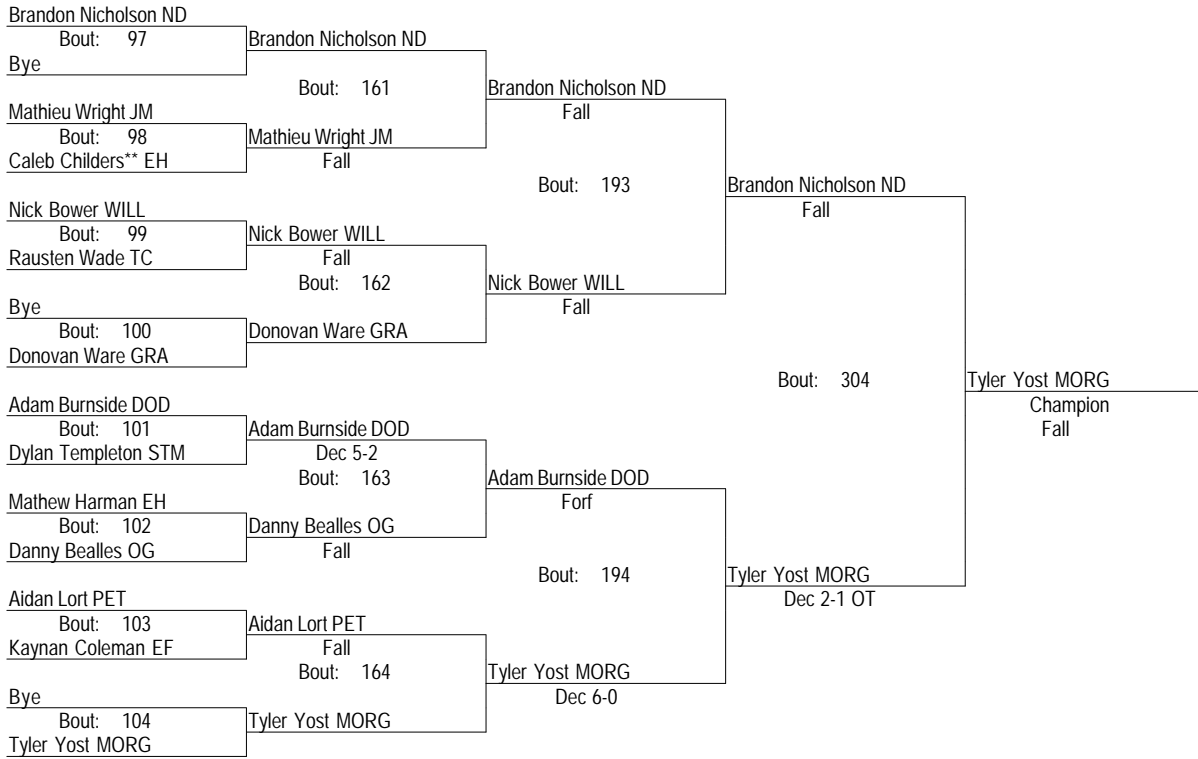 Brandon Nicholson ND
Bout: 97
Bye
Brandon Nicholson ND
Bout: 161
Mathieu Wright JM
Bout: 98
Caleb Childers** EH
Mathieu Wright JM
Fall
Brandon Nicholson ND
Fall
Bout: 193
Nick Bower WILL
Bout: 99
Rausten Wade TC
Nick Bower WILL
Fall
Bout: 162
Bye
Bout: 100
Donovan Ware GRA
Donovan Ware GRA
Nick Bower WILL
Fall
Brandon Nicholson ND
Fall
Bout: 304
Adam Burnside DOD
Bout: 101
Dylan Templeton STM
Adam Burnside DOD
Dec 5-2
Bout: 163
Mathew Harman EH
Bout: 102
Danny Bealles OG
Danny Bealles OG
Fall
Adam Burnside DOD
Forf
Bout: 194
Aidan Lort PET
Bout: 103
Kaynan Coleman EF
Aidan Lort PET
Fall
Bout: 164
Bye
Bout: 104
Tyler Yost MORG
Tyler Yost MORG
Tyler Yost MORG
Dec 6-0
Tyler Yost MORG
Dec 2-1 OT
Tyler Yost MORG
Champion
Fall